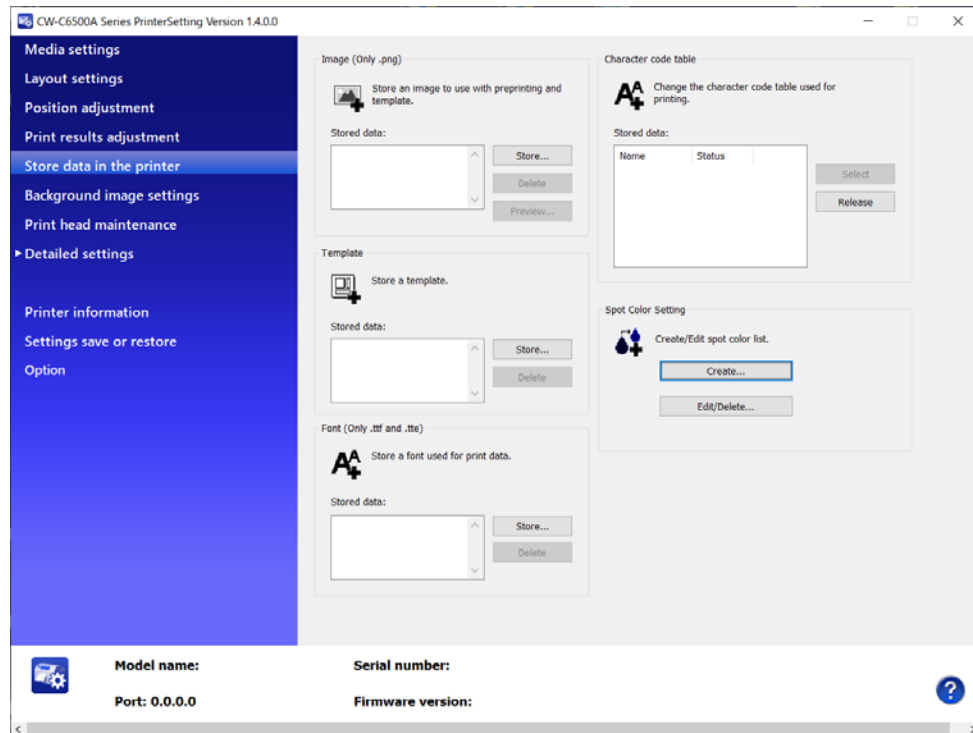 CW-C6500A Series PrinterSetting Version 1.4.0.0
Media settings
Layout settings
Position adjustment
Print results adjustment
Store data in the printer
Background image settings
Print head maintenance
Detailed settings
Printer information
Settings save or restore
Option
Image (Only .png)
Store an image to use with preprinting and
template.
Stored data:
Store...
Delete
Preview...
Template
Store a template.
Stored data:
Store...
Delete
Font (Only .ttf and .tte)
Store a font used for print data.
Stored data:
Store...
Delete
Character code table
Change the character code table used for
printing.
Stored data:
Name Status
Select
Release
Spot Color Setting
Create/Edit spot color list.
Create...
Edit/Delete...
Model name:
Serial number:
Port: 0.0.0.0
Firmware version: